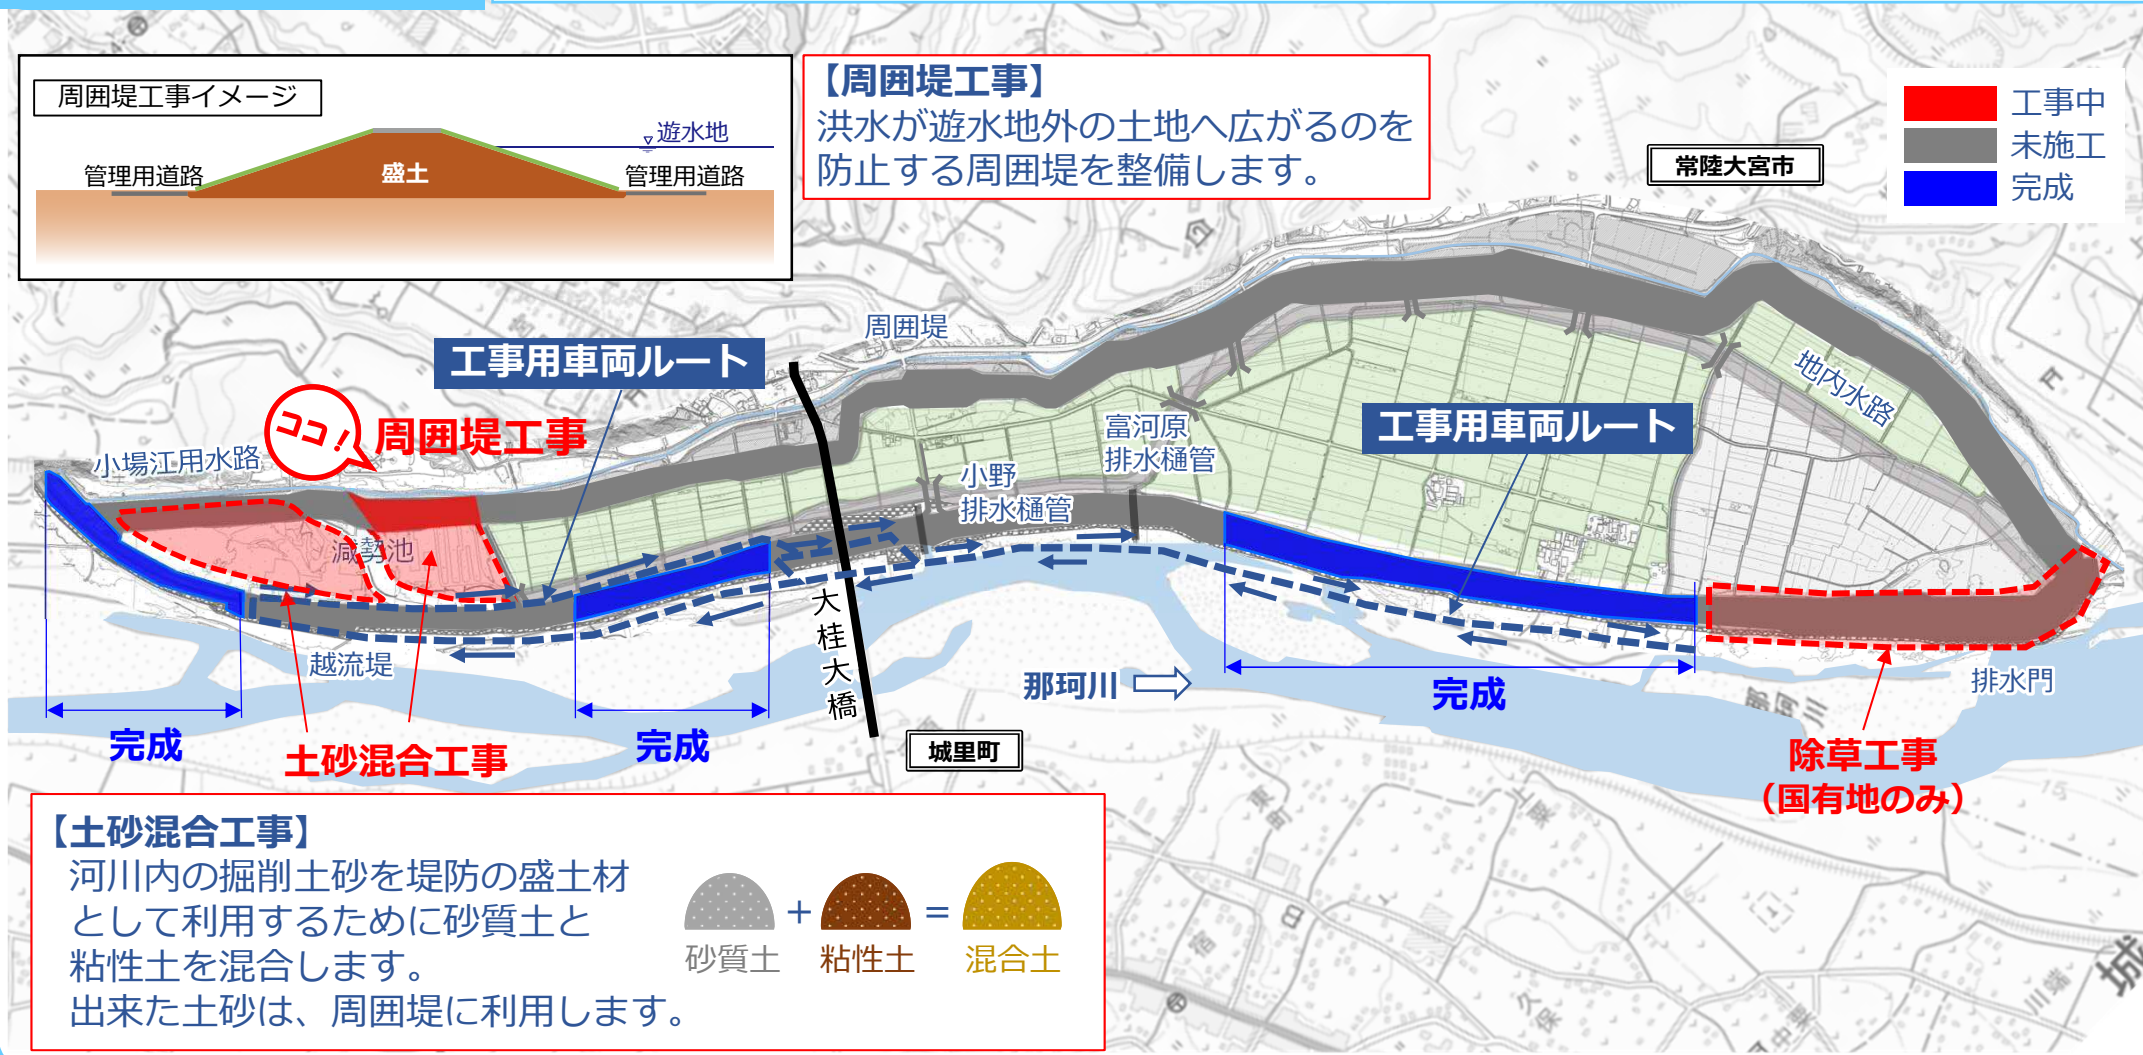 周囲堤工事イメージ
遊水地
管理用道路
盛土
管理用道路
【周囲堤工事】
洪水が遊水地外の土地へ広がるのを
防止する周囲堤を整備します。
工事中
未施工
完成
常陸大宮市
周囲堤
工事用車両ルート
ココ!
周囲堤工事
小場江用水路
地内水路
工事用車両ルート
富河原
排水樋管
小野
排水樋管
減勢池
越流堤
大桂大橋
那珂川
那珂川
排水門
完成
完成
完成
土砂混合工事
城里町
除草工事
（国有地のみ）
【土砂混合工事】
河川内の掘削土砂を堤防の盛土材
として利用するために砂質土と
粘性土を混合します。
出来た土砂は、周囲堤に利用します。
+
=
砂質土
粘性土
混合土
宿
久保
城